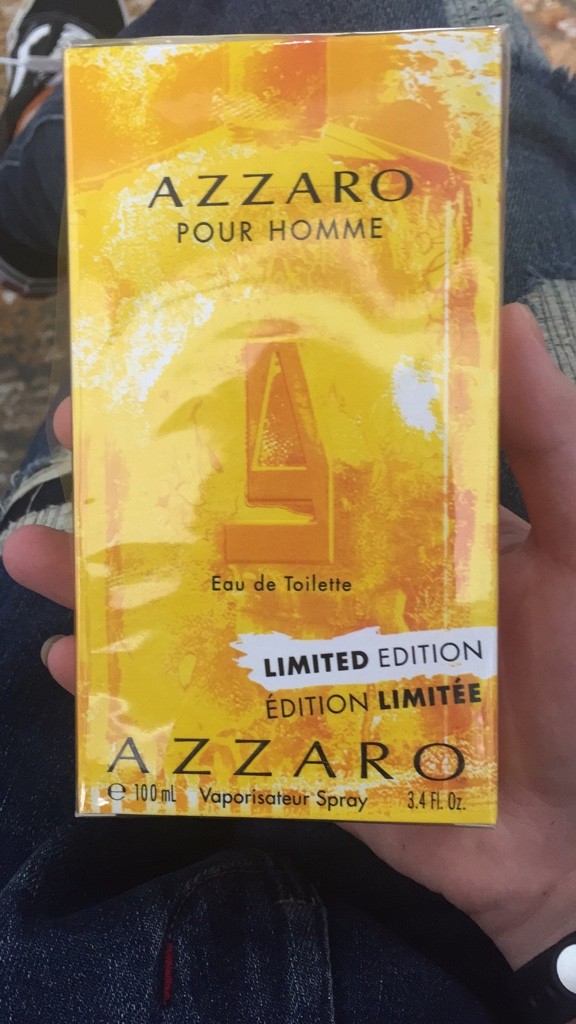 AZZARO
POUR HOMME
Eau de Toilette
LIMITED EDITION
ÉDITION LIMITÉE
AZZARO
℮ 100 mL Vaporisateur Spray 3.4 Fl. Oz.